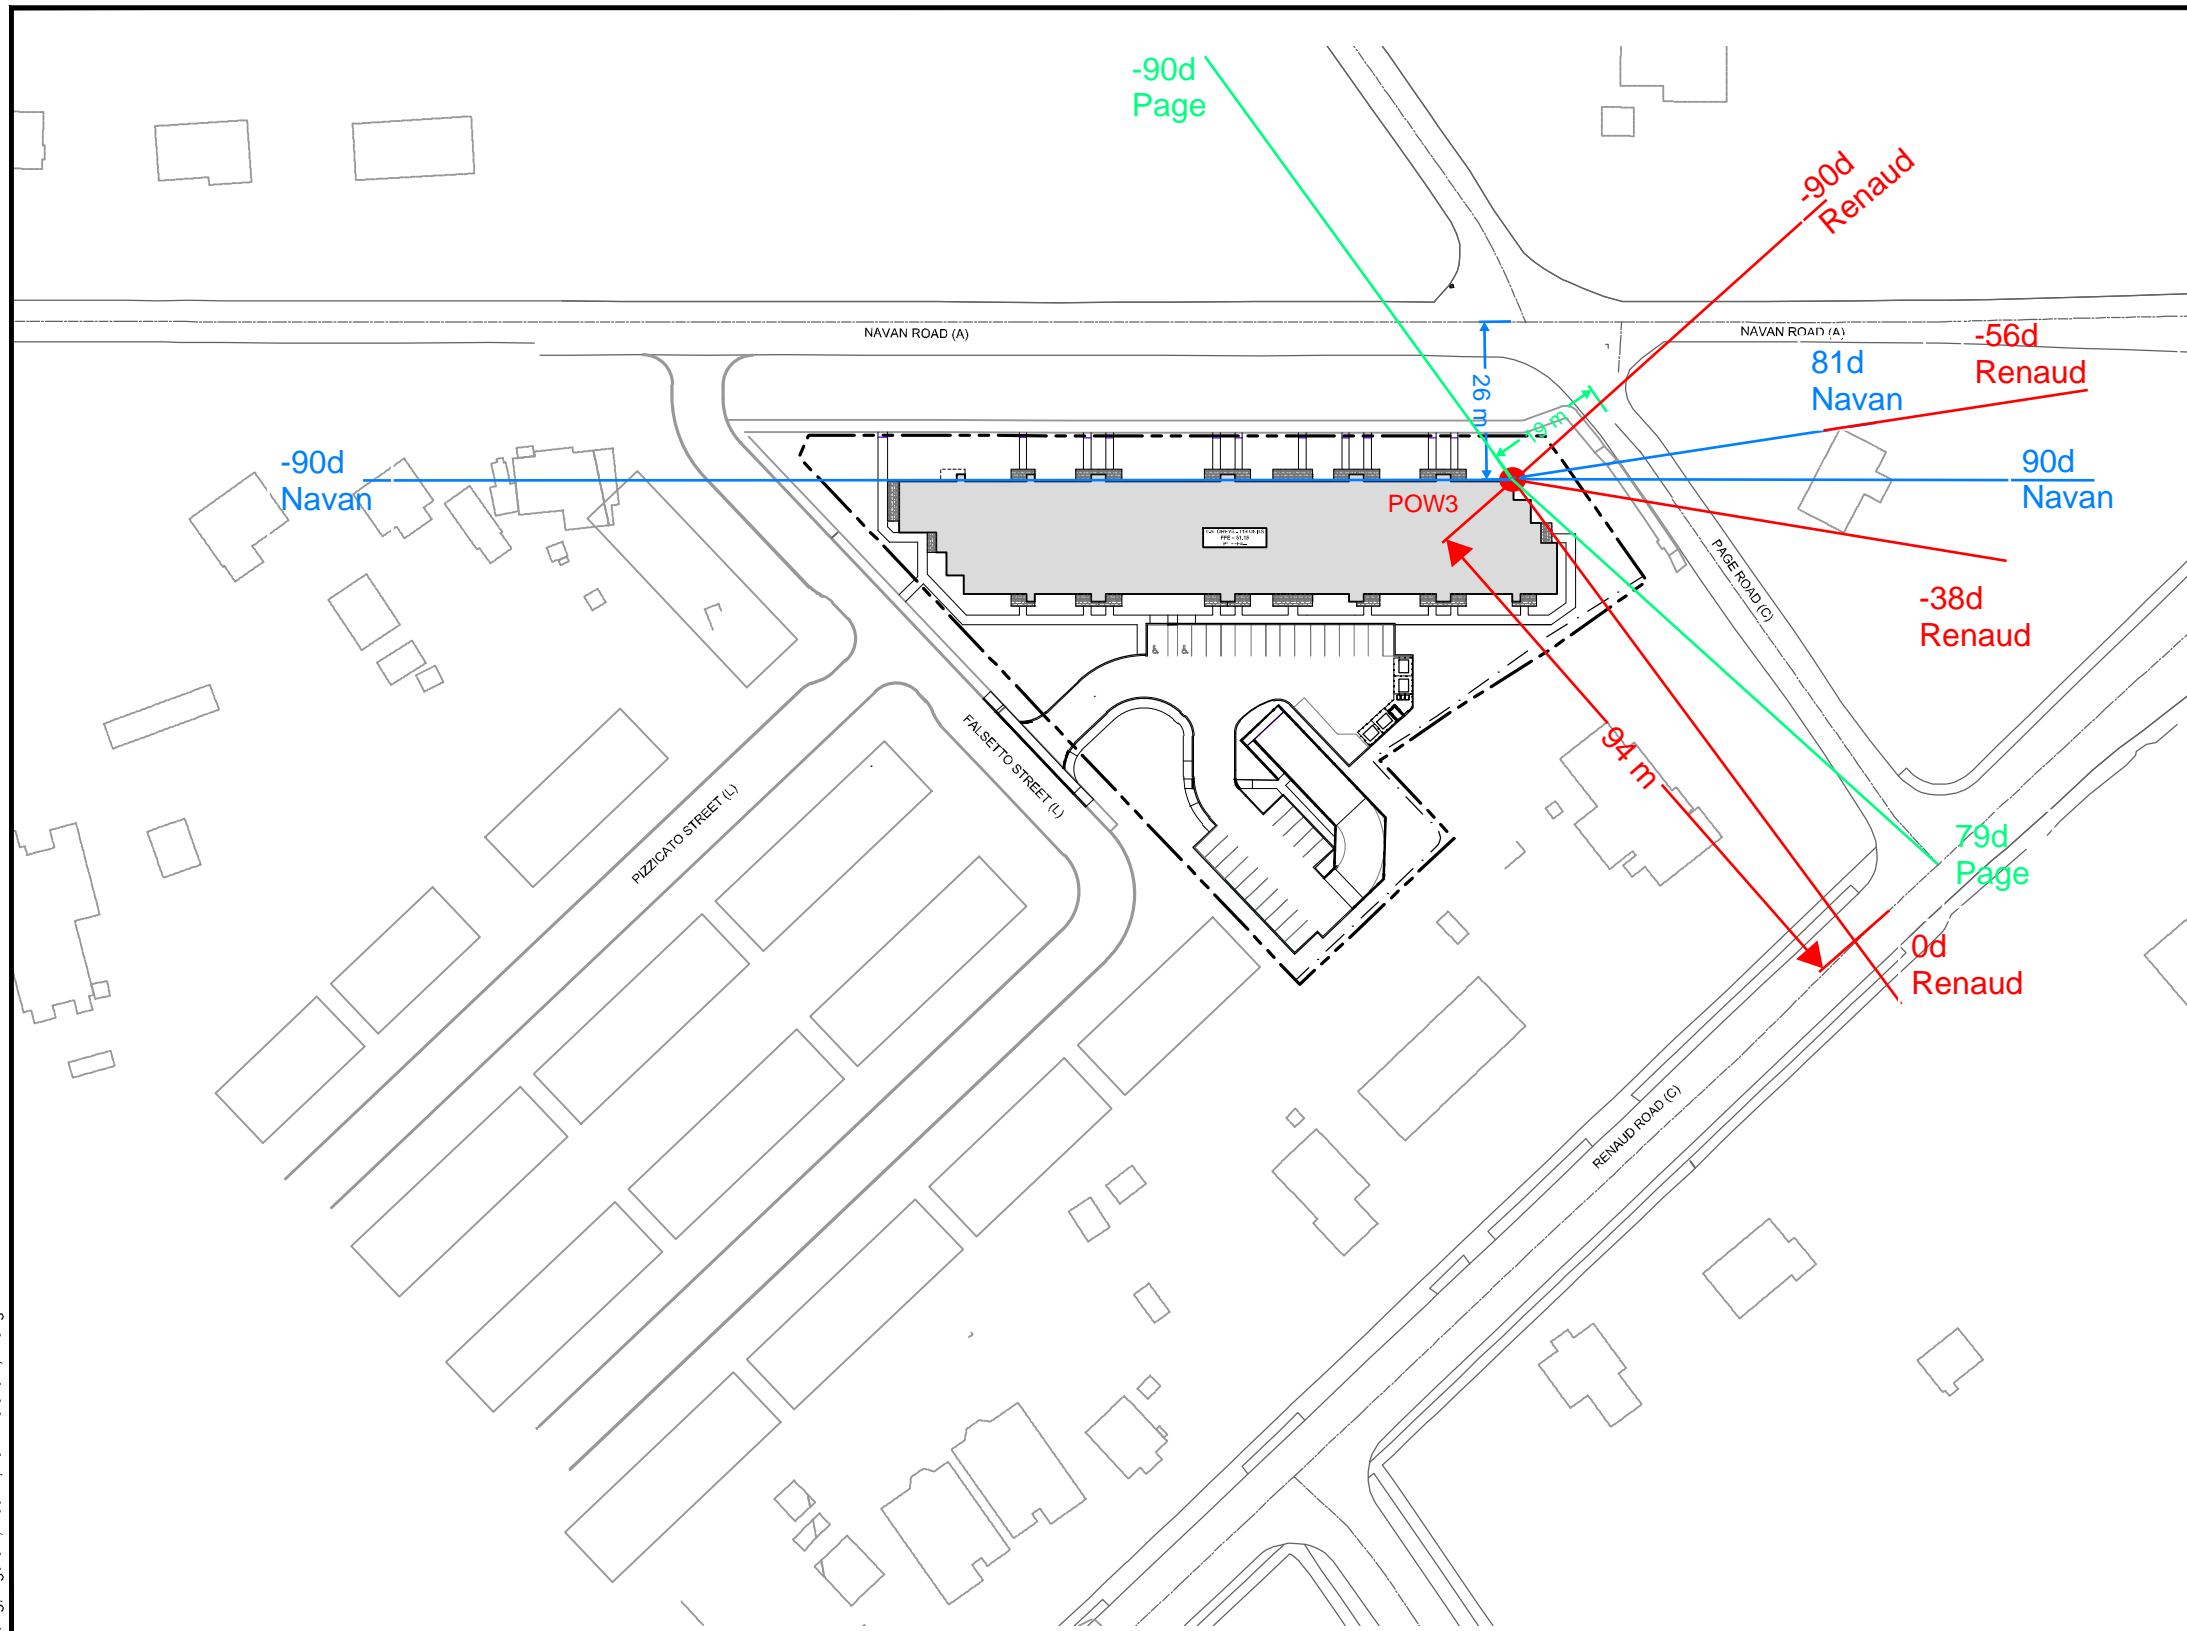 -90d
Page
-90d
Renaud
NAVAN ROAD (A)
NAVAN ROAD (A)
-56d
Renaud
81d
Navan
26 m
19 m
-90d
Navan
90d
Navan
POW3
PAGE ROAD (C)
-38d
Renaud
94 m
FALSETTO STREET (L)
PIZZICATO STREET (L)
79d
Page
0d
Renaud
RENAUD ROAD (C)